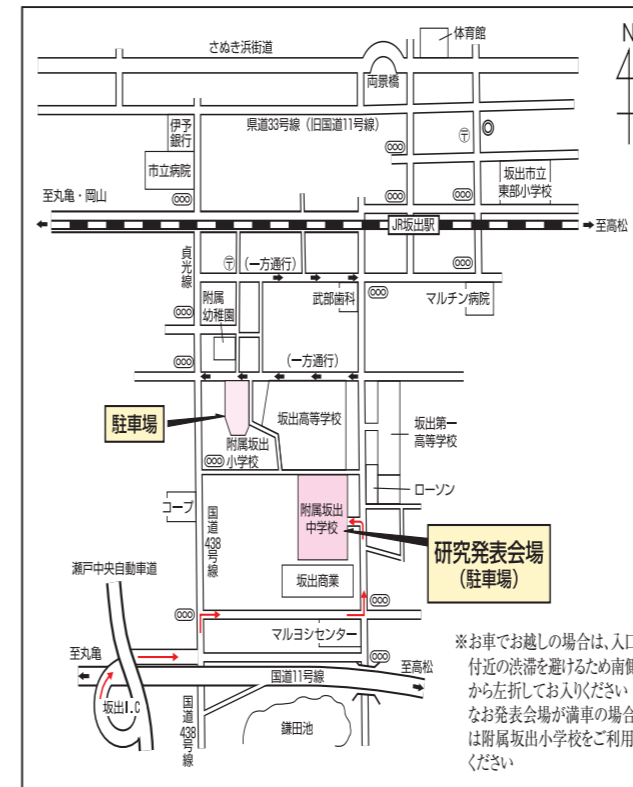 体育館
さぬき浜街道
N
両景橋
伊予
銀行
県道33号線（旧国道11号線）
〒
市立病院
坂出市立
東部小学校
至丸亀・岡山
JR坂出駅
至高松
貞光線
〒
（一方通行）
附属
幼稚園
武部歯科
マルチン病院
（一方通行）
駐車場
坂出高等学校
坂出第一
高等学校
附属坂出
小学校
ローソン
コープ
国道438号線
附属坂出
中学校
研究発表会場
（駐車場）
瀬戸中央自動車道
坂出商業
マルヨシセンター
至丸亀
国道11号線
至高松
坂出I.C
国道438号線
鎌田池
※お車でお越しの場合は、入口
付近の渋滞を避けるため南側
から左折してお入りください
なお発表会場が満車の場合
は附属坂出小学校をご利用
ください